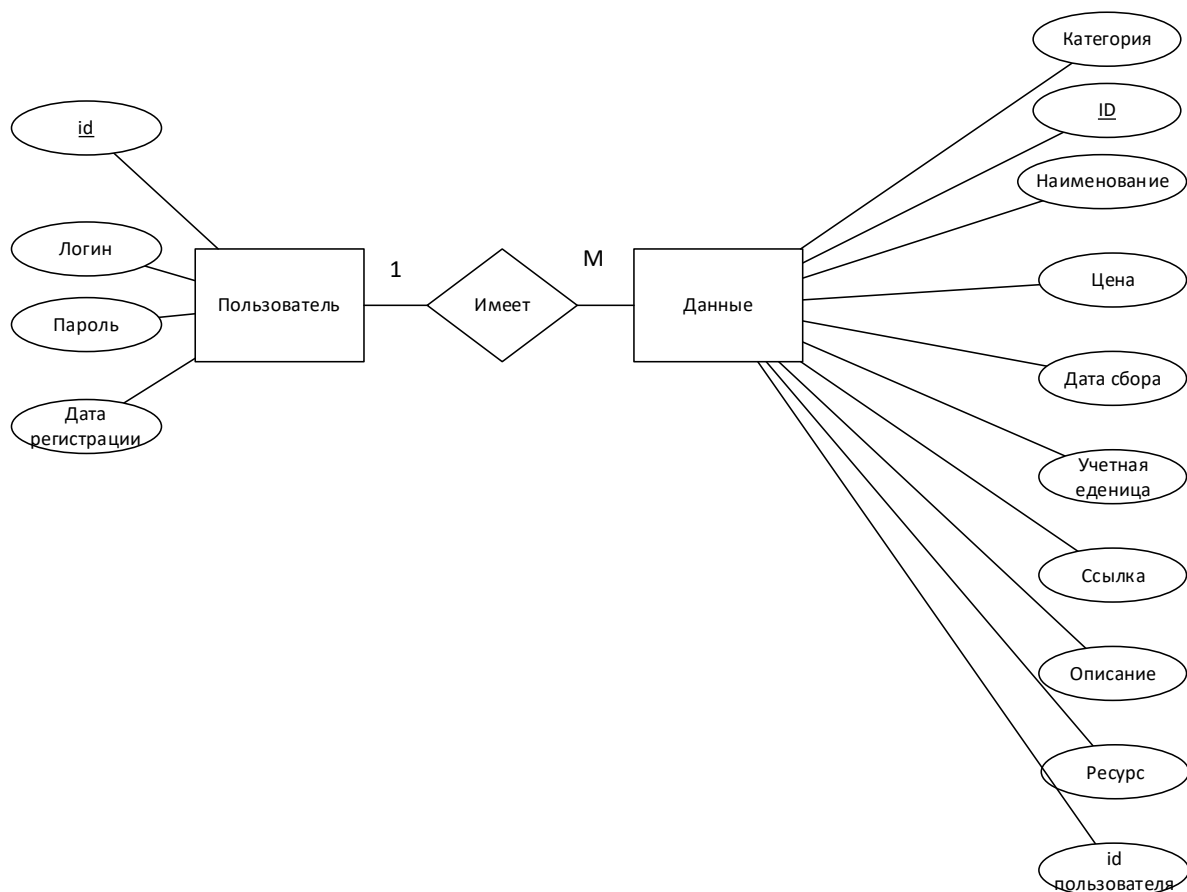 Категория
id
ID
Наименование
Логин
1
М
Цена
Пользователь
Имеет
Данные
Пароль
Дата сбора
Дата
регистрации
Учетная
еденица
Ссылка
Описание
Ресурс
id
пользователя